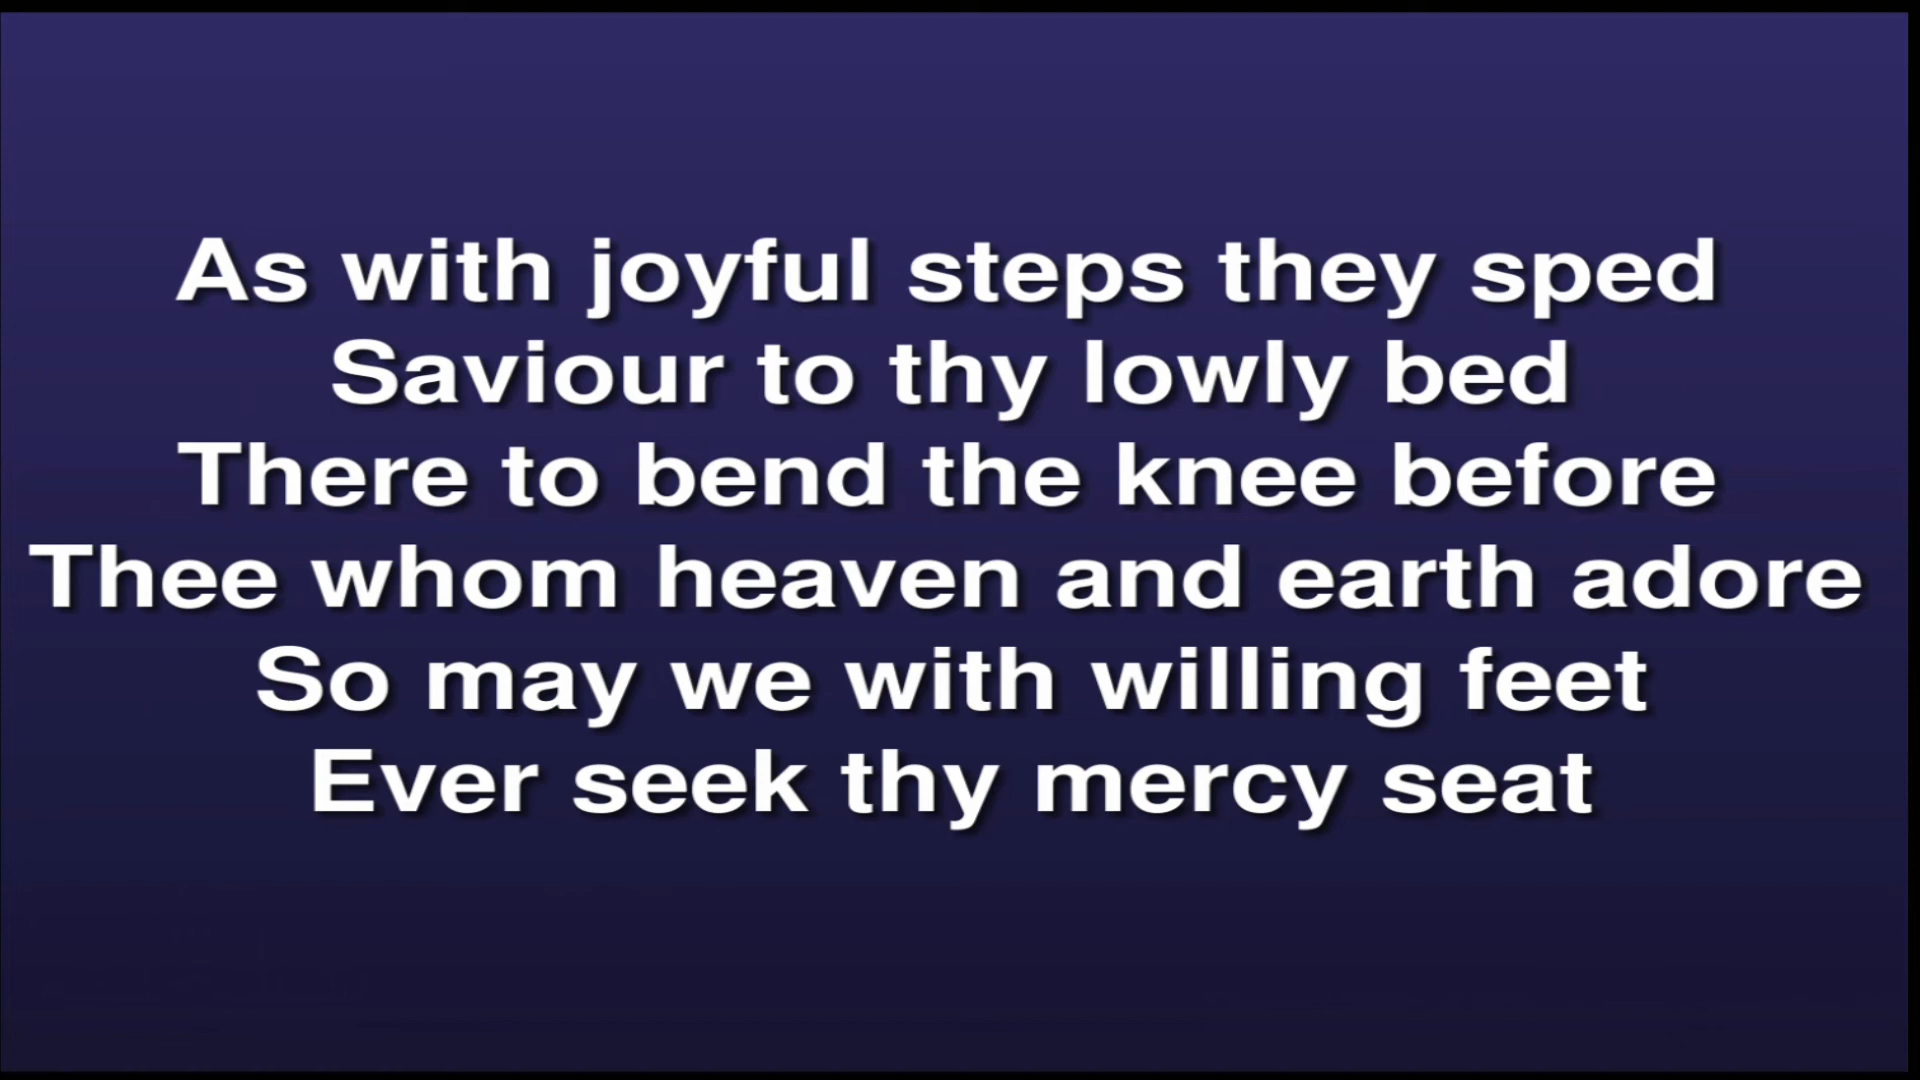 As with joyful steps they sped
Saviour to thy lowly bed
There to bend the knee before
Thee whom heaven and earth adore
So may we with willing feet
Ever seek thy mercy seat